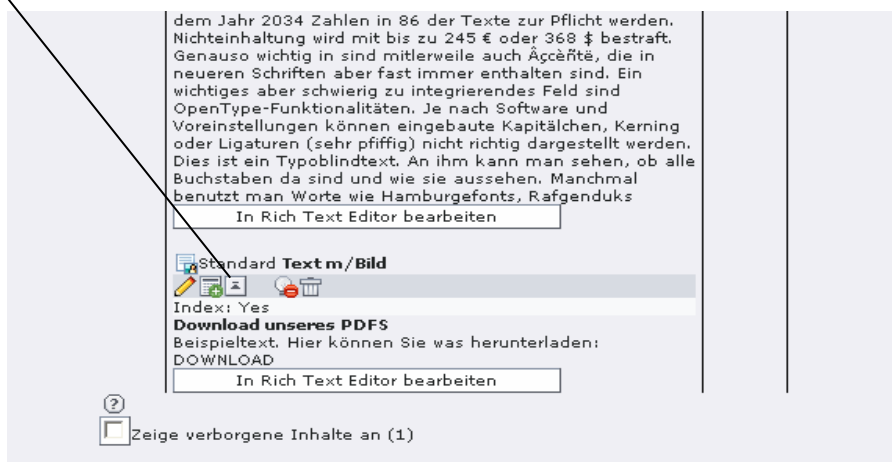 dem Jahr 2034 Zahlen in 86 der Texte zur Pflicht werden.
Nichteinhaltung wird mit bis zu 245 € oder 368 $ bestraft.
Genauso wichtig in sind mitlerweile auch Âçcèñtë, die in
neueren Schriften aber fast immer enthalten sind. Ein
wichtiges aber schwierig zu integrierendes Feld sind
OpenType-Funktionalitäten. Je nach Software und
Voreinstellungen können eingebaute Kapitälchen, Kerning
oder Ligaturen (sehr pfiffig) nicht richtig dargestellt werden.
Dies ist ein Typoblindtext. An ihm kann man sehen, ob alle
Buchstaben da sind und wie sie aussehen. Manchmal
benutzt man Worte wie Hamburgefonts, Rafgenduks
In Rich Text Editor bearbeiten
Standard Text m/Bild
Index: Yes
Download unseres PDFS
Beispieltext. Hier können Sie was herunterladen:
DOWNLOAD
In Rich Text Editor bearbeiten
?
Zeige verborgene Inhalte an (1)